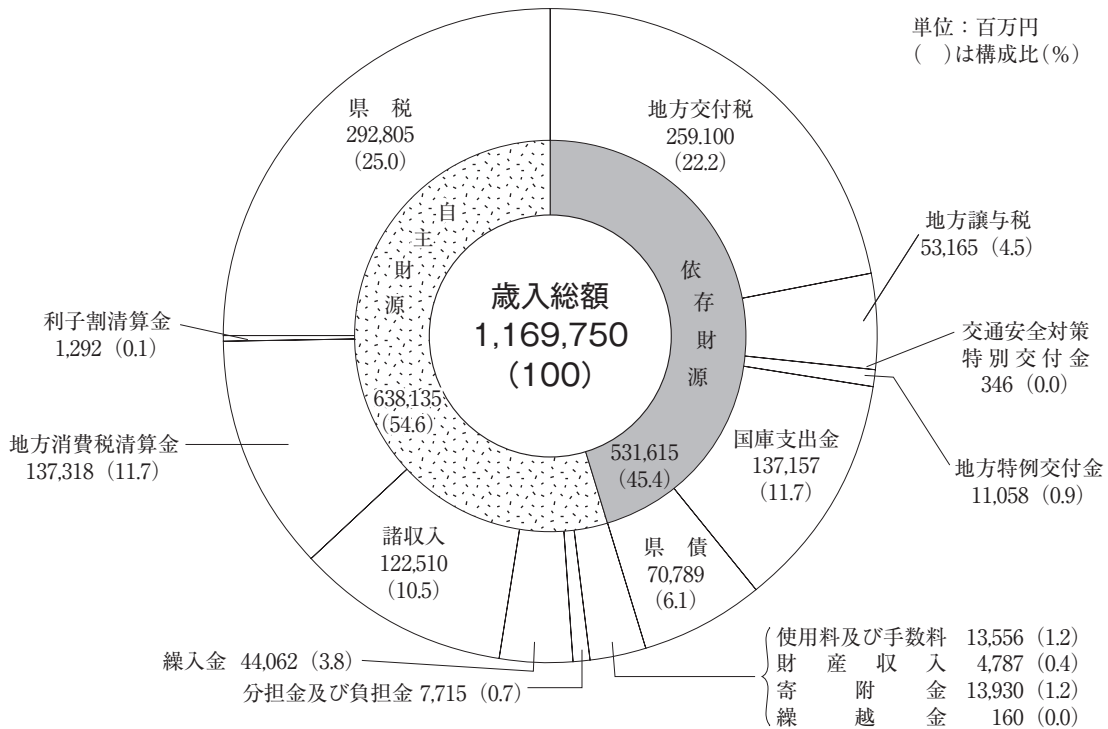 単位：百万円
(　)は構成比(%)
県　税
292,805
(25.0)
地方交付税
259.100
(22.2)
地方譲与税
53,165 (4.5)
交通安全対策
特別交付金
346 (0.0)
地方特例交付金
11,058 (0.9)
国庫支出金
137,157
(11.7)
県　債
70,789
(6.1)
依存財源
531,615
(45.4)
自主財源
638,135
(54.6)
歳入総額
1,169,750
(100)
利子割清算金
1,292 (0.1)
地方消費税清算金
137,318 (11.7)
諸収入
122,510
(10.5)
繰入金 44,062 (3.8)
分担金及び負担金 7,715 (0.7)
使用料及び手数料 13,556 (1.2)
財産収入 4,787 (0.4)
寄附金 13,930 (1.2)
繰越金 160 (0.0)